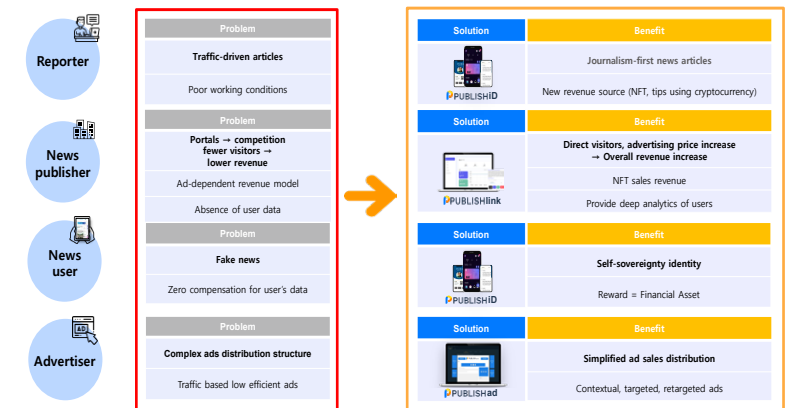 Reporter
Problem
Traffic-driven articles
Poor working conditions
Solution
Benefit
PUBLISHiD
Journalism-first news articles
New revenue source (NFT, tips using cryptocurrency)
News
publisher
Problem
Portals → competition
fewer visitors →
lower revenue
Ad-dependent revenue model
Absence of user data
Solution
Benefit
PUBLISHlink
Direct visitors, advertising price increase
→ Overall revenue increase
NFT sales revenue
Provide deep analytics of users
News
user
Problem
Fake news
Zero compensation for user's data
Solution
Benefit
PUBLISHiD
Self-sovereignty identity
Reward = Financial Asset
AD
Advertiser
Problem
Complex ads distribution structure
Traffic based low efficient ads
Solution
Benefit
PUBLISHad
Simplified ad sales distribution
Contextual, targeted, retargeted ads